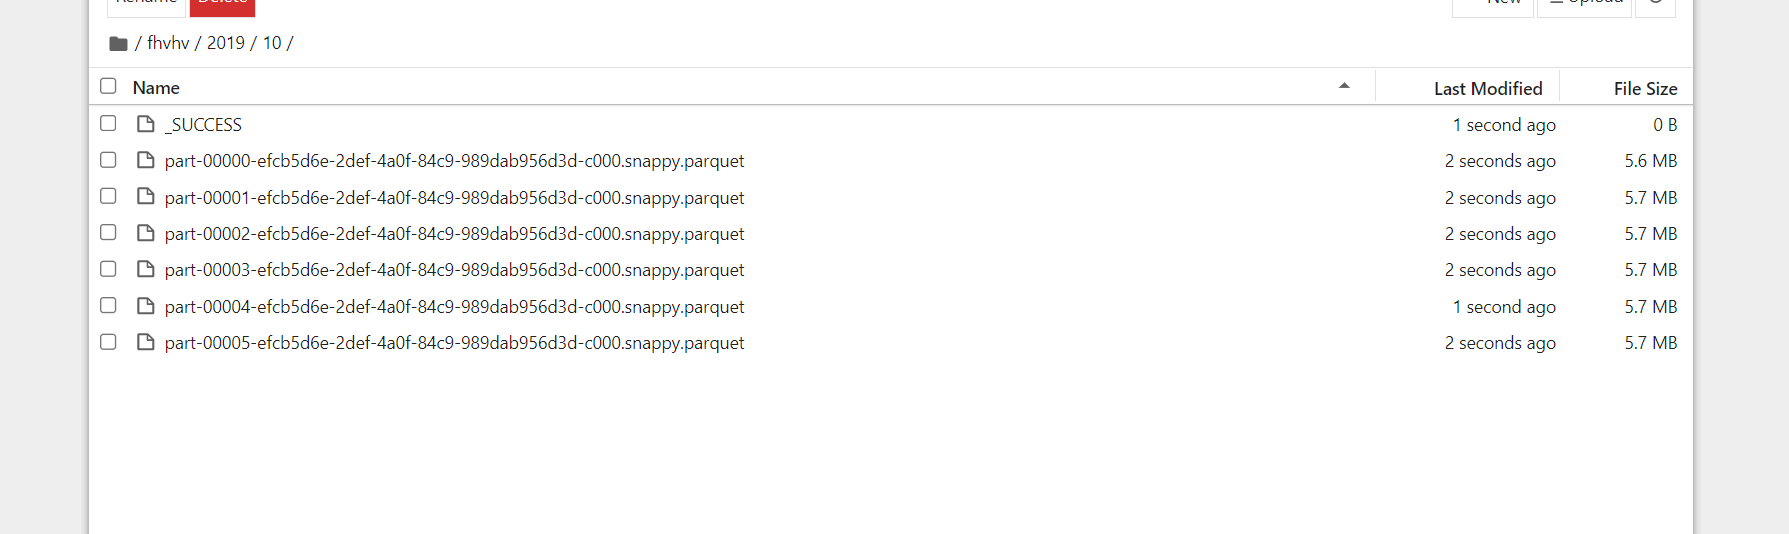 Rename Delete New Upload
/ fhvhv / 2019 / 10 /
Name Last Modified File Size
_SUCCESS 1 second ago 0 B
part-00000-efcb5d6e-2def-4a0f-84c9-989dab956d3d-c000.snappy.parquet 2 seconds ago 5.6 MB
part-00001-efcb5d6e-2def-4a0f-84c9-989dab956d3d-c000.snappy.parquet 2 seconds ago 5.7 MB
part-00002-efcb5d6e-2def-4a0f-84c9-989dab956d3d-c000.snappy.parquet 2 seconds ago 5.7 MB
part-00003-efcb5d6e-2def-4a0f-84c9-989dab956d3d-c000.snappy.parquet 2 seconds ago 5.7 MB
part-00004-efcb5d6e-2def-4a0f-84c9-989dab956d3d-c000.snappy.parquet 1 second ago 5.7 MB
part-00005-efcb5d6e-2def-4a0f-84c9-989dab956d3d-c000.snappy.parquet 2 seconds ago 5.7 MB